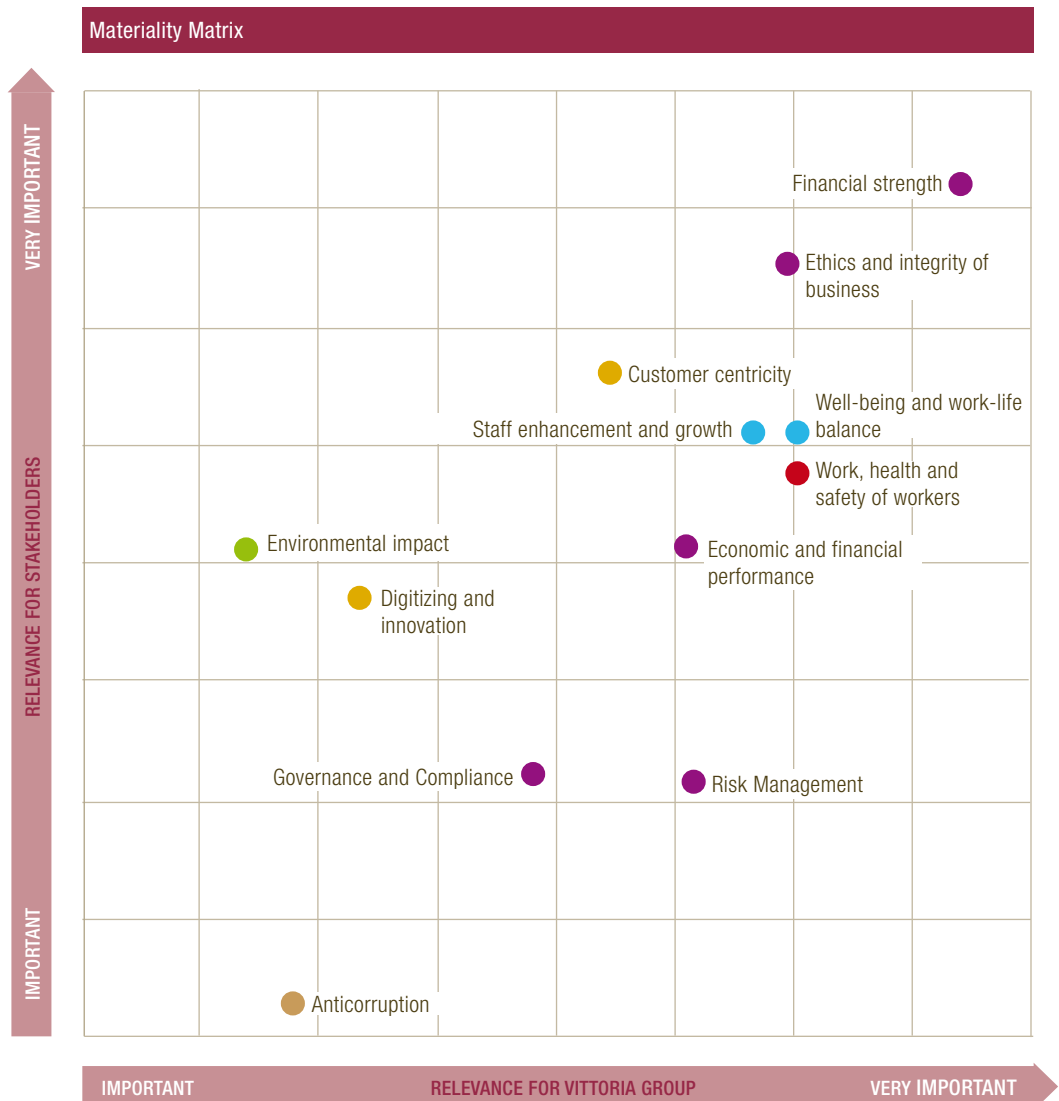 Materiality Matrix
VERY IMPORTANT
RELEVANCE FOR STAKEHOLDERS
IMPORTANT
Financial strength
Ethics and integrity of
business
Customer centricity
Well-being and work-life
balance
Staff enhancement and growth
Work, health and
safety of workers
Environmental impact
Economic and financial
performance
Digitizing and
innovation
Governance and Compliance
Risk Management
Anticorruption
IMPORTANT
RELEVANCE FOR VITTORIA GROUP
VERY IMPORTANT